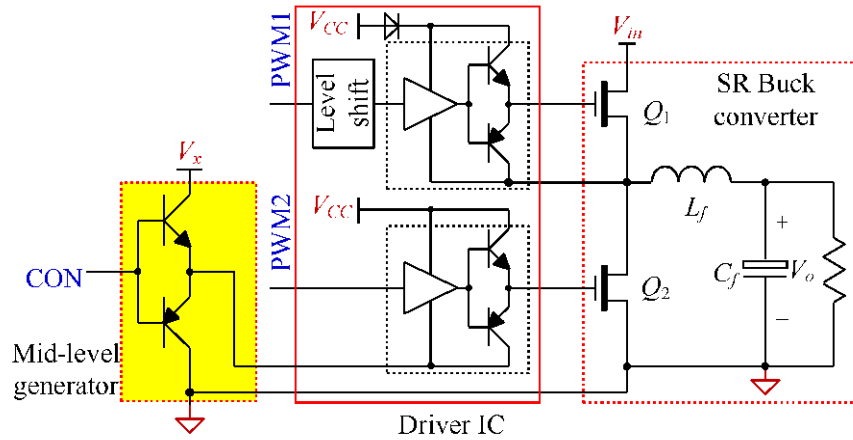 PWM1
V_CC
Level shift
V_in
SR Buck
converter
Q_1
V_x
PWM2
V_CC
L_f
+
CON
Q_2
C_f
V_o
−
Mid-level
generator
Driver IC